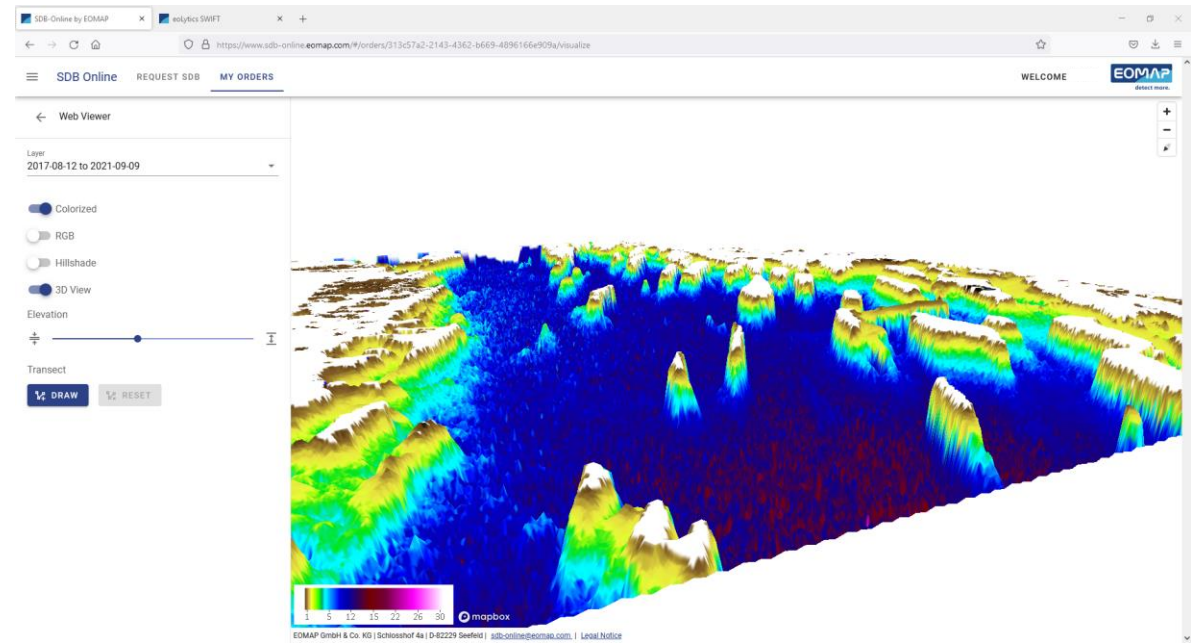 SDB-Online by EOMAP
eoLytics SWIFT
https://www.sdb-online.eomap.com/#/orders/313c57a2-2143-4362-b669-4896166e909a/visualize
SDB Online REQUEST SDB MY ORDERS WELCOME EOMAP
detect more.
Web Viewer
Layer
2017-08-12 to 2021-09-09
Colorized
RGB
Hillshade
3D View
Elevation
Transect
DRAW RESET
1 5 12 15 22 26 30
mapbox
EOMAP GmbH & Co. KG | Schlosshof 4a | D-82229 Seefeld | sdb-online@eomap.com | Legal Notice